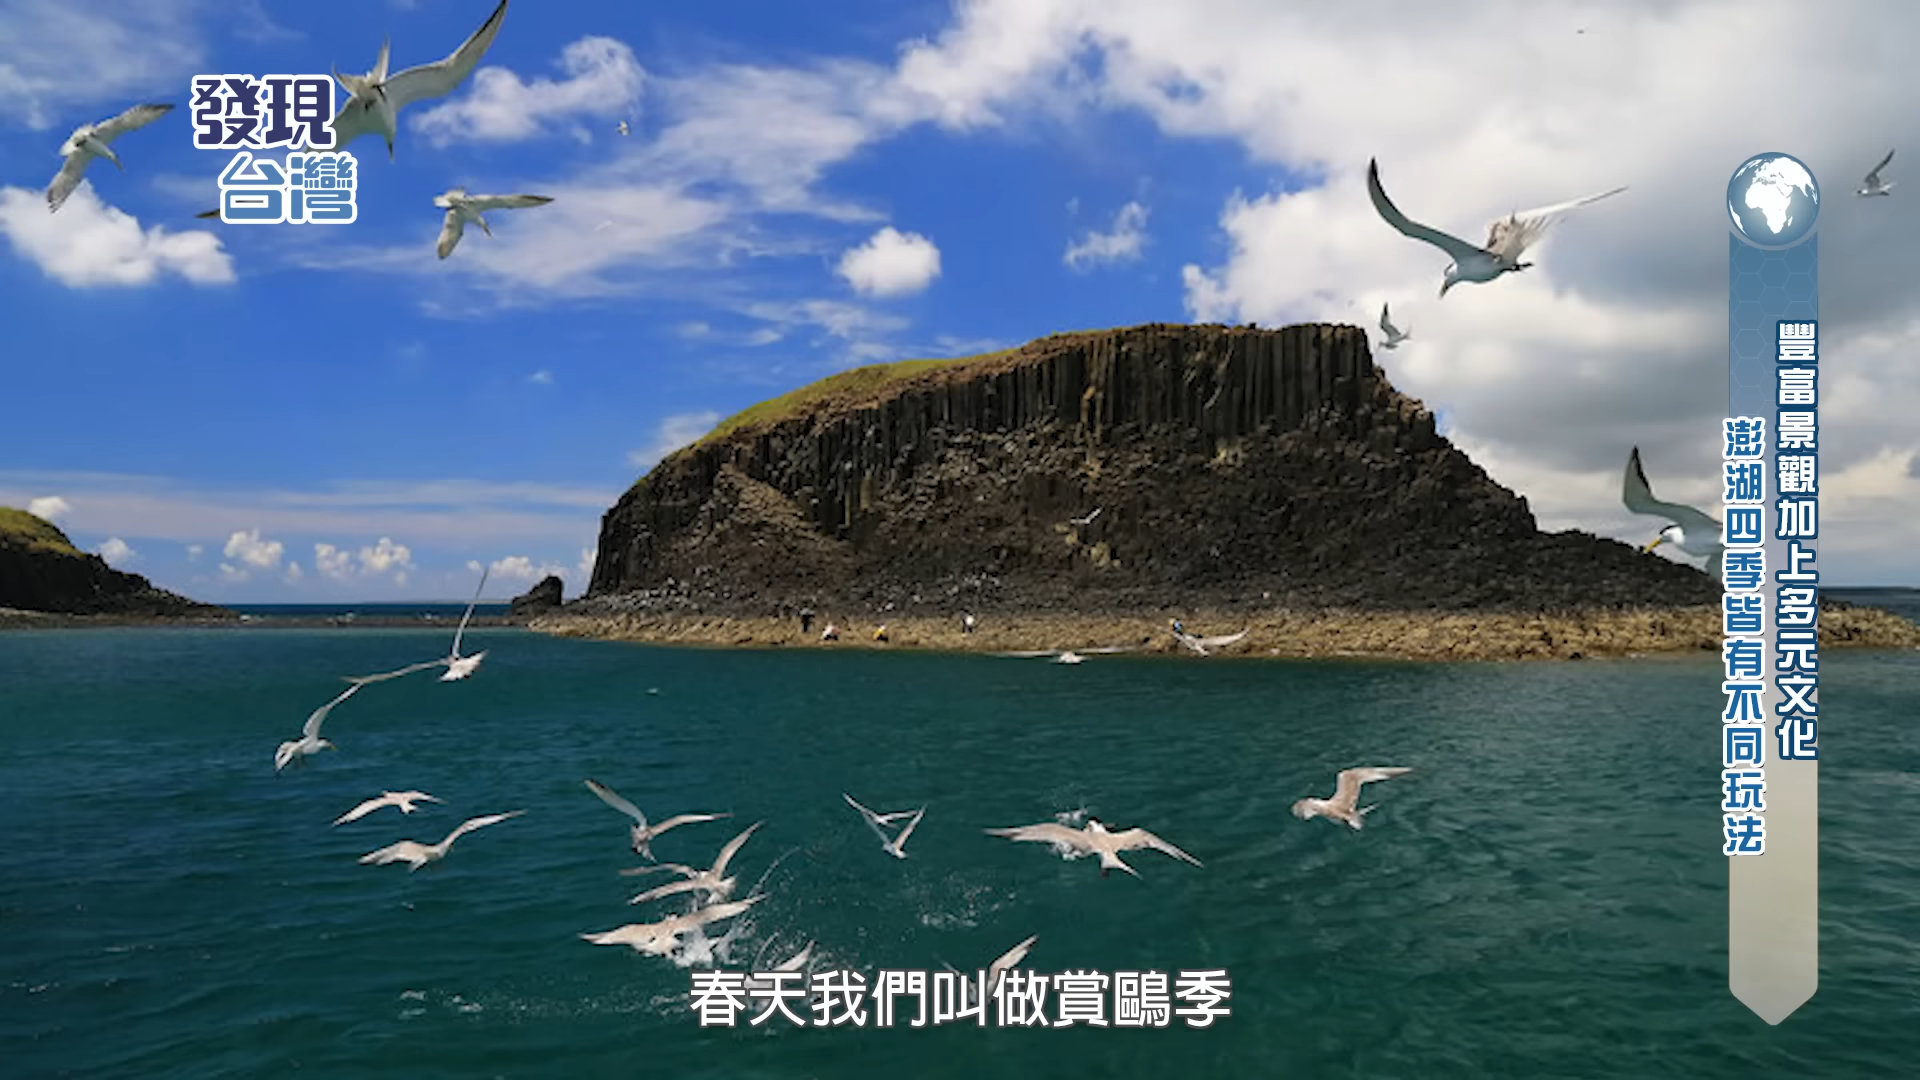 發現
台灣
豐富景觀加上多元文化
澎湖四季皆有不同玩法
春天我們叫做賞鷗季